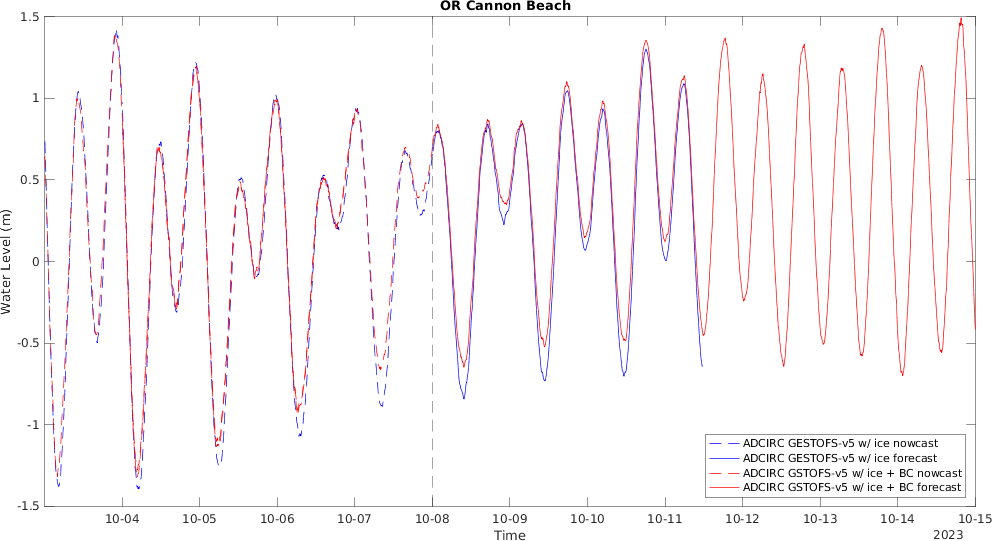 OR Cannon Beach
1.5
1
0.5
0
-0.5
-1
-1.5
Water Level (m)
10-04 10-05 10-06 10-07 10-08 10-09 10-10 10-11 10-12 10-13 10-14 10-15
Time
2023
ADCIRC GESTOFS-v5 w/ ice nowcast
ADCIRC GESTOFS-v5 w/ ice forecast
ADCIRC GSTOFS-v5 w/ ice + BC nowcast
ADCIRC GSTOFS-v5 w/ ice + BC forecast